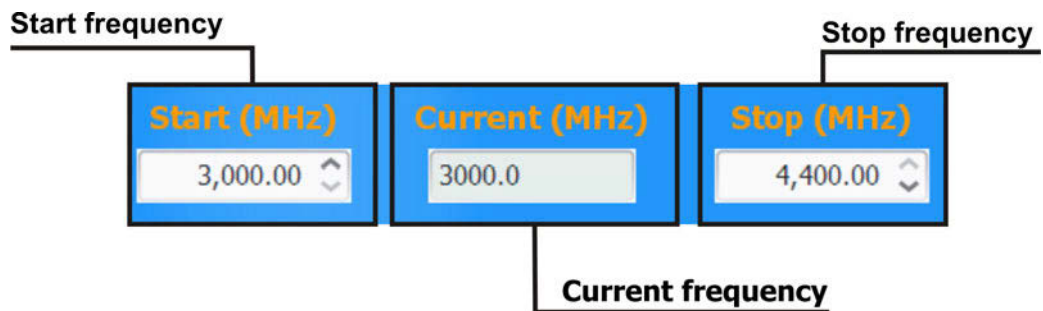 Start frequency
Stop frequency
Start (MHz)
Current (MHz)
Stop (MHz)
3,000.00
3000.0
4,400.00
Current frequency